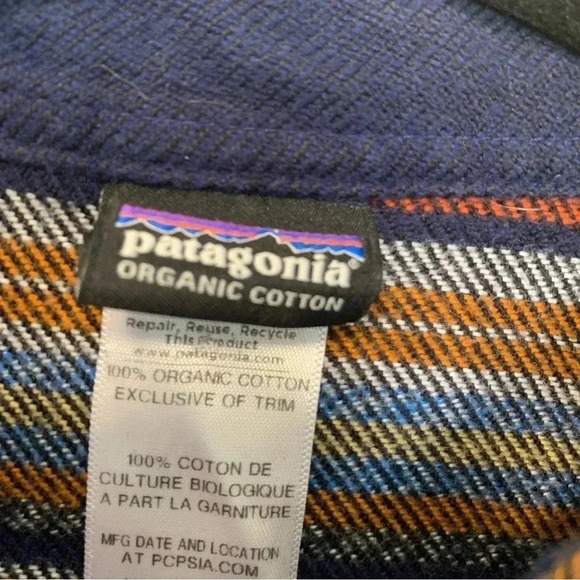 patagonia®
ORGANIC COTTON
Repair, Reuse, Recycle
This Product
www.patagonia.com
100% ORGANIC COTTON
EXCLUSIVE OF TRIM
100% COTON DE
CULTURE BIOLOGIQUE
A PART LA GARNITURE
MFG DATE AND LOCATION
AT PCPSIA.COM